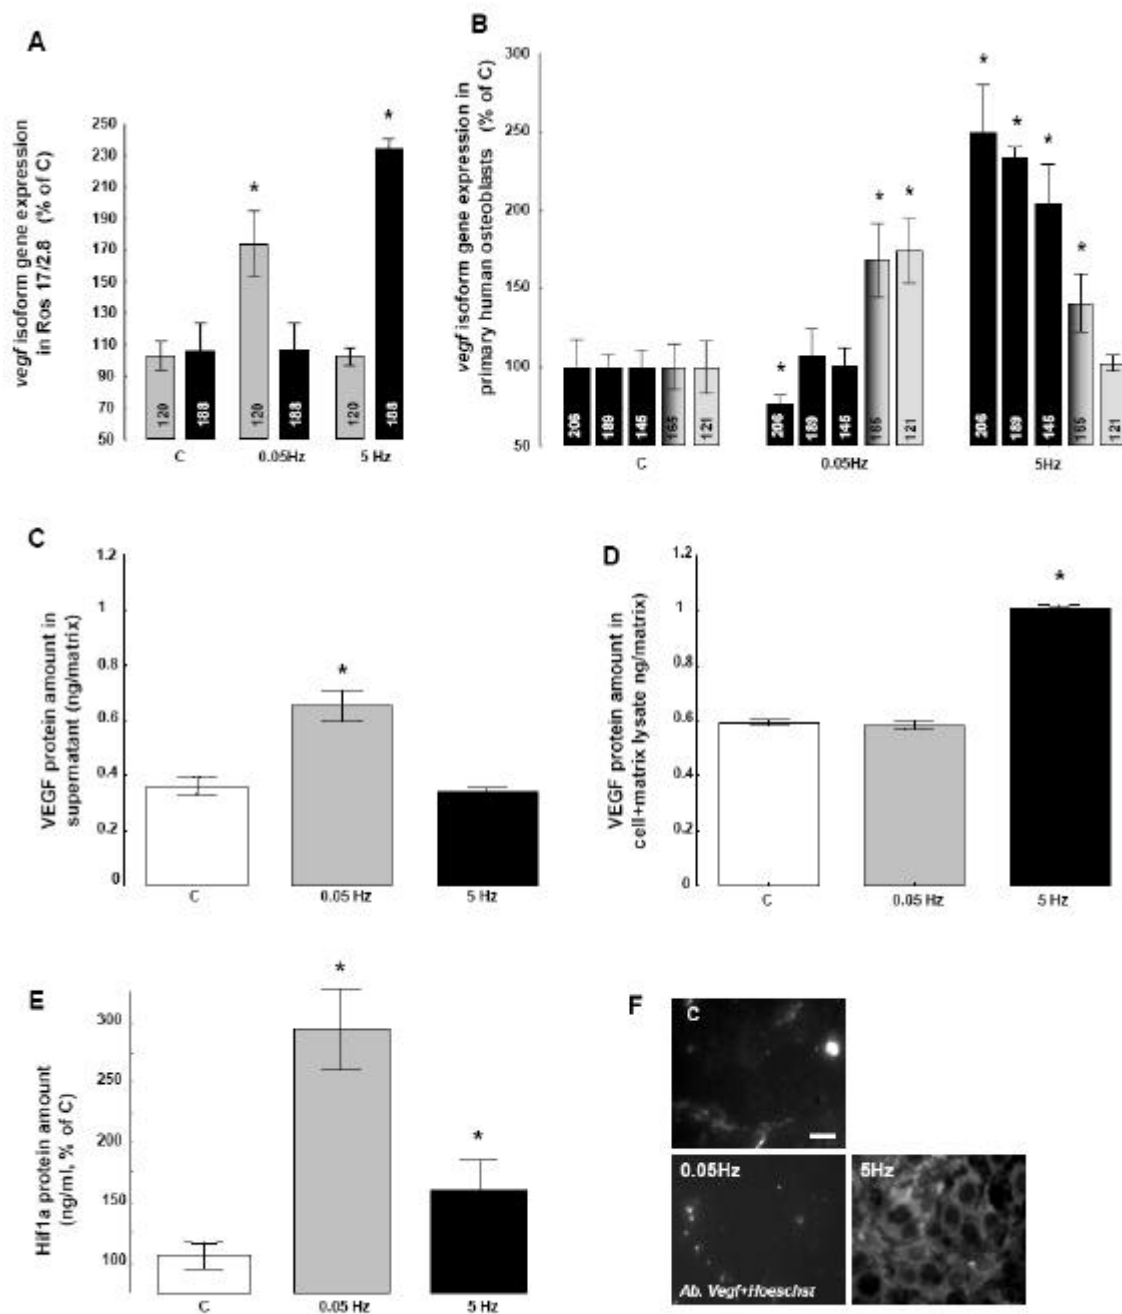 A
vegf isoform gene expression
in Ros 17/2.8 (% of C)
250
230
210
190
170
150
130
110
90
70
50
*
*
120
188
120
188
120
188
C
0.05Hz
5 Hz
B
vegf isoform gene expression in
primary human osteoblasts (% of C)
300
250
200
150
100
50
*
*
*
*
*
*
*
206
189
145
165
121
206
189
145
165
121
206
189
145
165
121
C
0.05Hz
5Hz
C
VEGF protein amount in
supernatant (ng/matrix)
1.2
1
0.8
0.6
0.4
0.2
0
*
C
0.05 Hz
5 Hz
D
VEGF protein amount in
cell+matrix lysate ng/matrix)
1.2
1
0.8
0.6
0.4
0.2
0
*
C
0.05 Hz
5 Hz
E
Hif1a protein amount
(ng/ml, % of C)
300
250
200
150
100
*
*
C
0.05 Hz
5 Hz
F
C
0.05Hz
5Hz
Ab. Vegf+Hoeschst